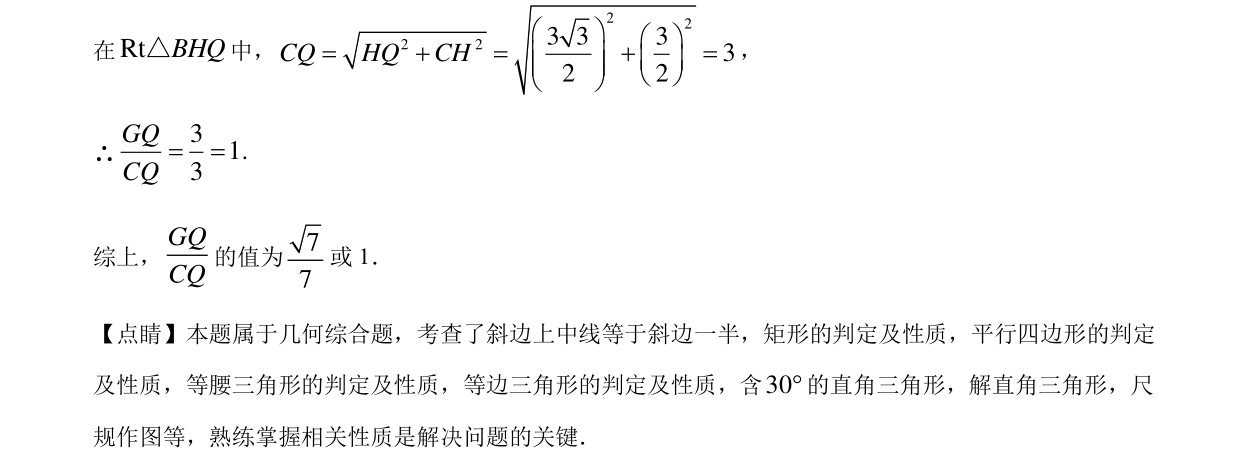 在 Rt△BHQ 中，CQ = √(HQ² + CH²) = √((3√3/2)² + (3/2)²) = 3，
∴ GQ/CQ = 3/3 = 1.
综上，GQ/CQ 的值为 √7/7 或 1．
【点睛】本题属于几何综合题，考查了斜边上中线等于斜边一半，矩形的判定及性质，平行四边形的判定
及性质，等腰三角形的判定及性质，等边三角形的判定及性质，含30°的直角三角形，解直角三角形，尺
规作图等，熟练掌握相关性质是解决问题的关键．